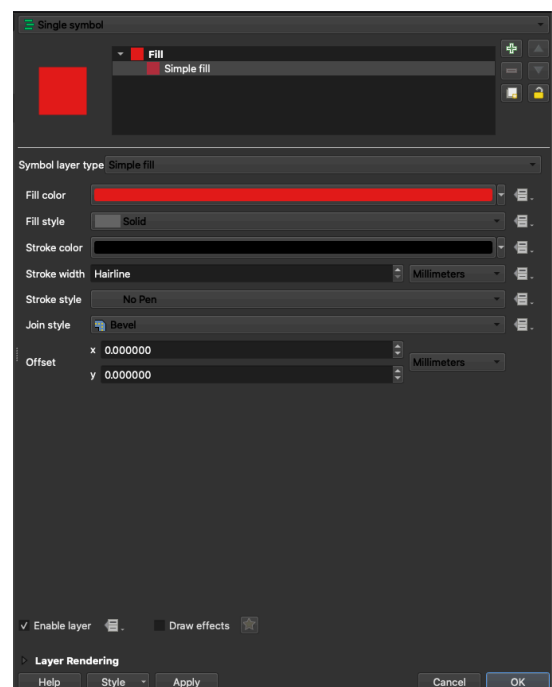 Single symbol
Fill
Simple fill
Symbol layer type Simple fill
Fill color
Fill style Solid
Stroke color
Stroke width Hairline Millimeters
Stroke style No Pen
Join style Bevel
x 0.000000
Offset Millimeters
y 0.000000
Enable layer Draw effects
Layer Rendering
Help Style Apply Cancel OK